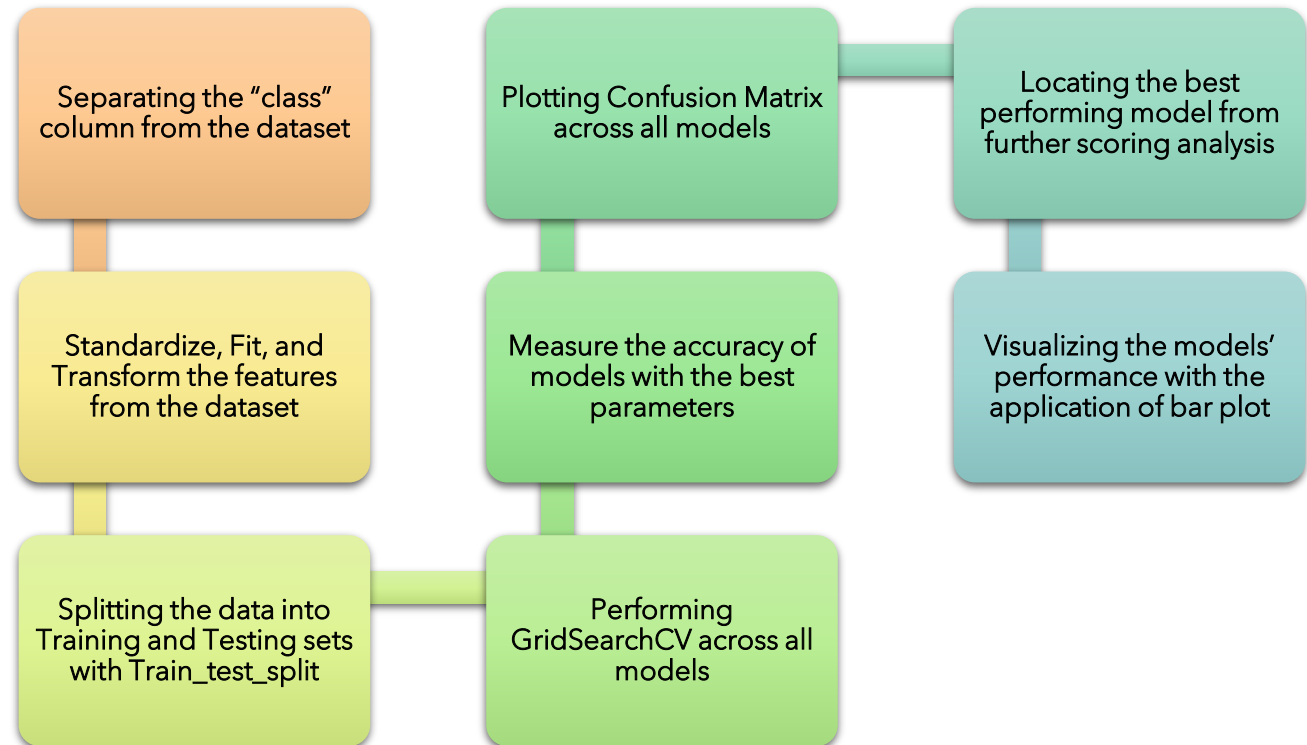 Separating the “class”
column from the dataset
Standardize, Fit, and
Transform the features
from the dataset
Splitting the data into
Training and Testing sets
with Train_test_split
Performing
GridSearchCV across all
models
Measure the accuracy of
models with the best
parameters
Plotting Confusion Matrix
across all models
Locating the best
performing model from
further scoring analysis
Visualizing the models’
performance with the
application of bar plot